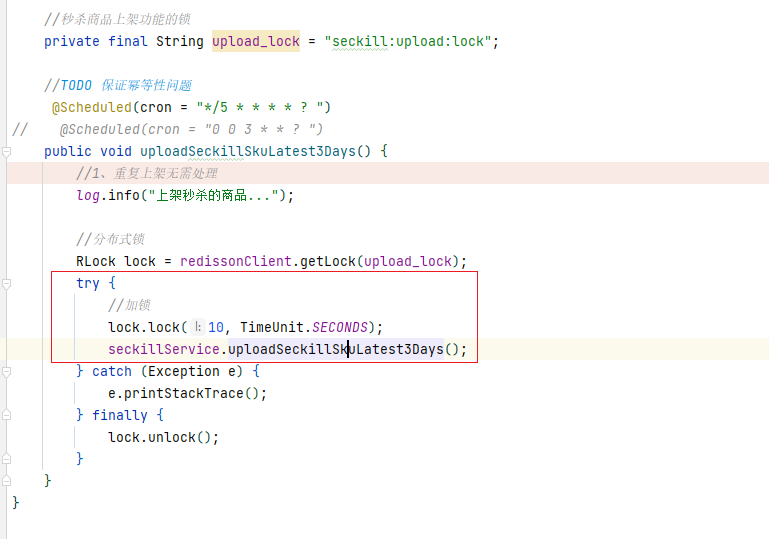 //秒杀商品上架功能的锁
private final String upload_lock = "seckill:upload:lock";
//TODO 保证幂等性问题
@Scheduled(cron = "*/5 * * * * ? ")
//    @Scheduled(cron = "0 0 3 * * ? ")
public void uploadSeckillSkuLatest3Days() {
//1、重复上架无需处理
log.info("上架秒杀的商品...");
//分布式锁
RLock lock = redissonClient.getLock(upload_lock);
try {
//加锁
lock.lock( l: 10, TimeUnit.SECONDS);
seckillService.uploadSeckillSkuLatest3Days();
} catch (Exception e) {
e.printStackTrace();
} finally {
lock.unlock();
}
}
}